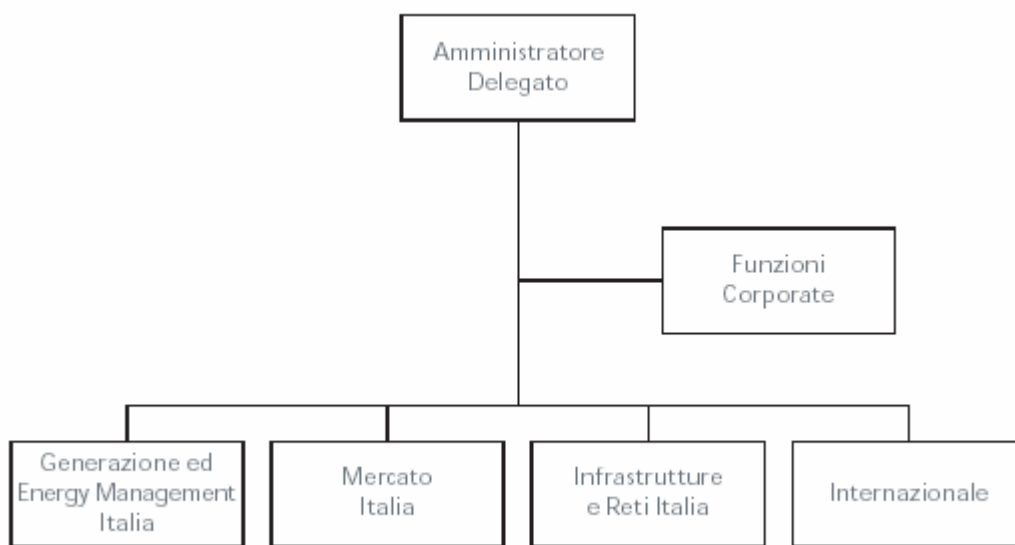 Amministratore
Delegato
Funzioni
Corporate
Generazione ed
Energy Management
Italia
Mercato
Italia
Infrastrutture
e Reti Italia
Internazionale